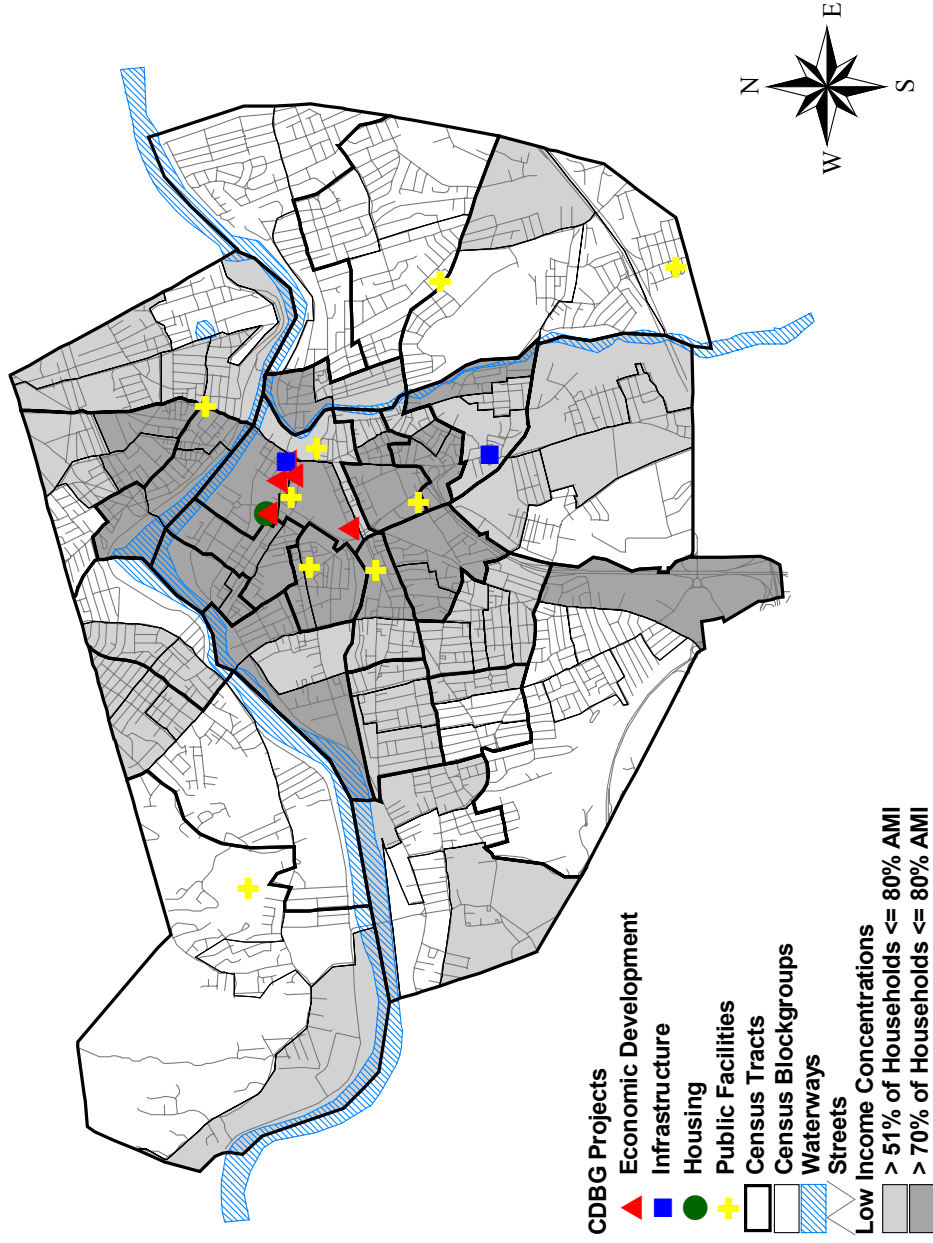 N
E
W
S
CDBG Projects
Economic Development
Infrastructure
Housing
Public Facilities
Census Tracts
Census Blockgroups
Waterways
Streets
Low Income Concentrations
> 51% of Households <= 80% AMI
> 70% of Households <= 80% AMI